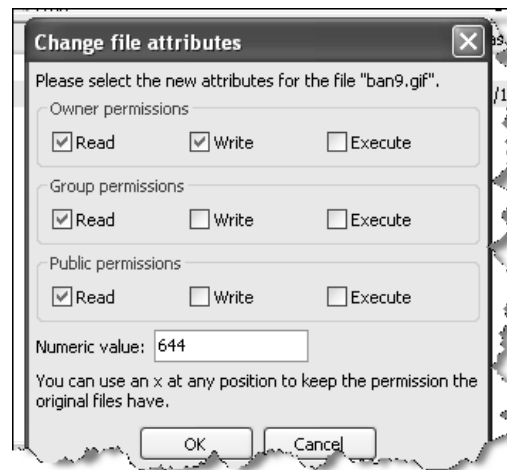 Change file attributes
Please select the new attributes for the file "ban9.gif".
Owner permissions
Read Write Execute
Group permissions
Read Write Execute
Public permissions
Read Write Execute
Numeric value: 644
You can use an x at any position to keep the permission the
original files have.
OK Cancel